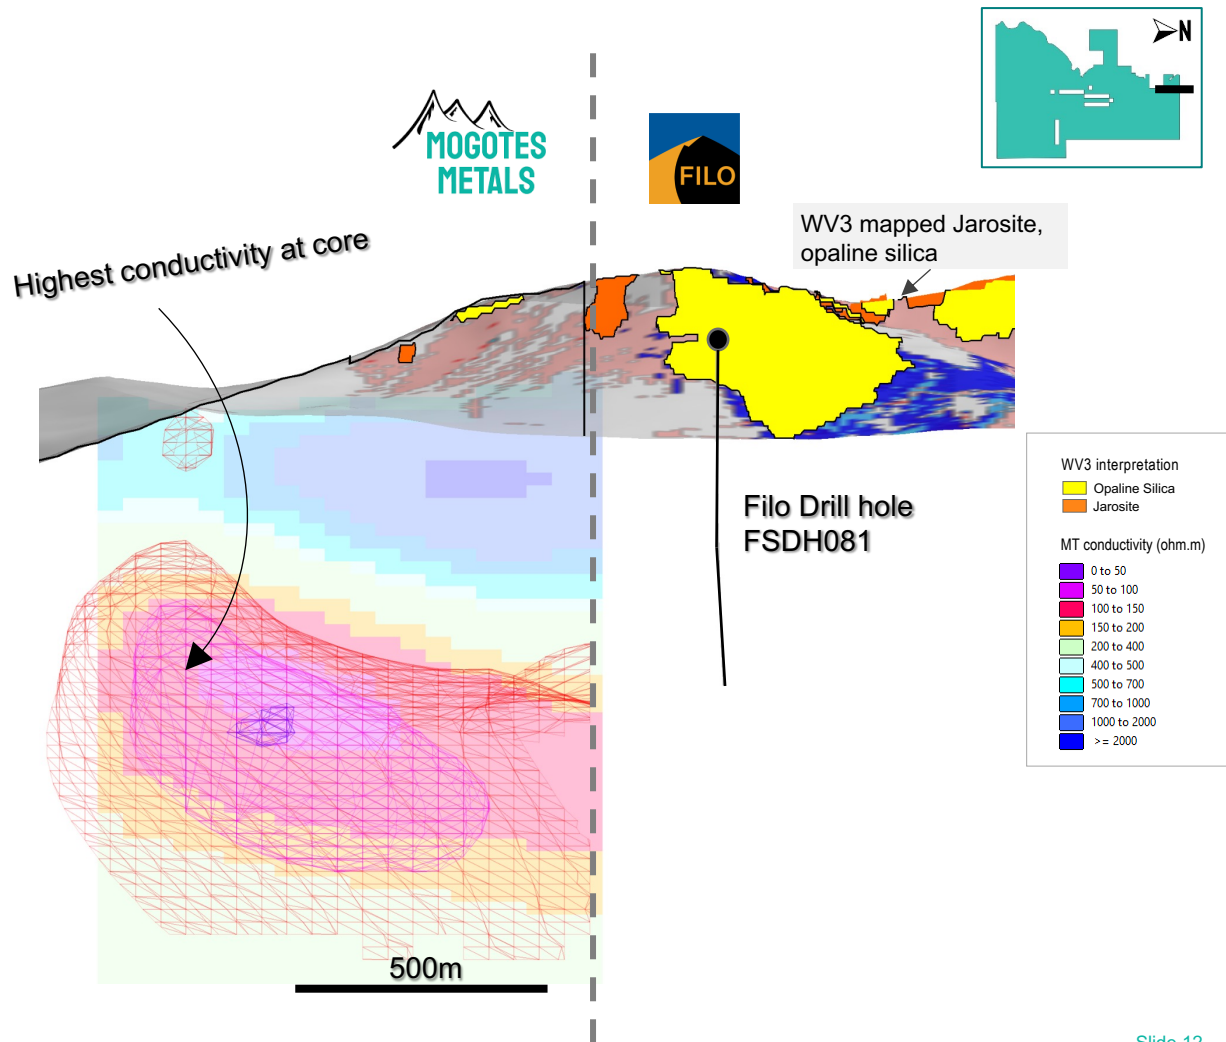 N
MOGOTES
METALS
FILO
WV3 mapped Jarosite,
opaline silica
Highest conductivity at core
Filo Drill hole
FSDH081
WV3 interpretation
Opaline Silica
Jarosite
MT conductivity (ohm.m)
0 to 50
50 to 100
100 to 150
150 to 200
200 to 400
400 to 500
500 to 700
700 to 1000
1000 to 2000
>= 2000
500m
Slide 12